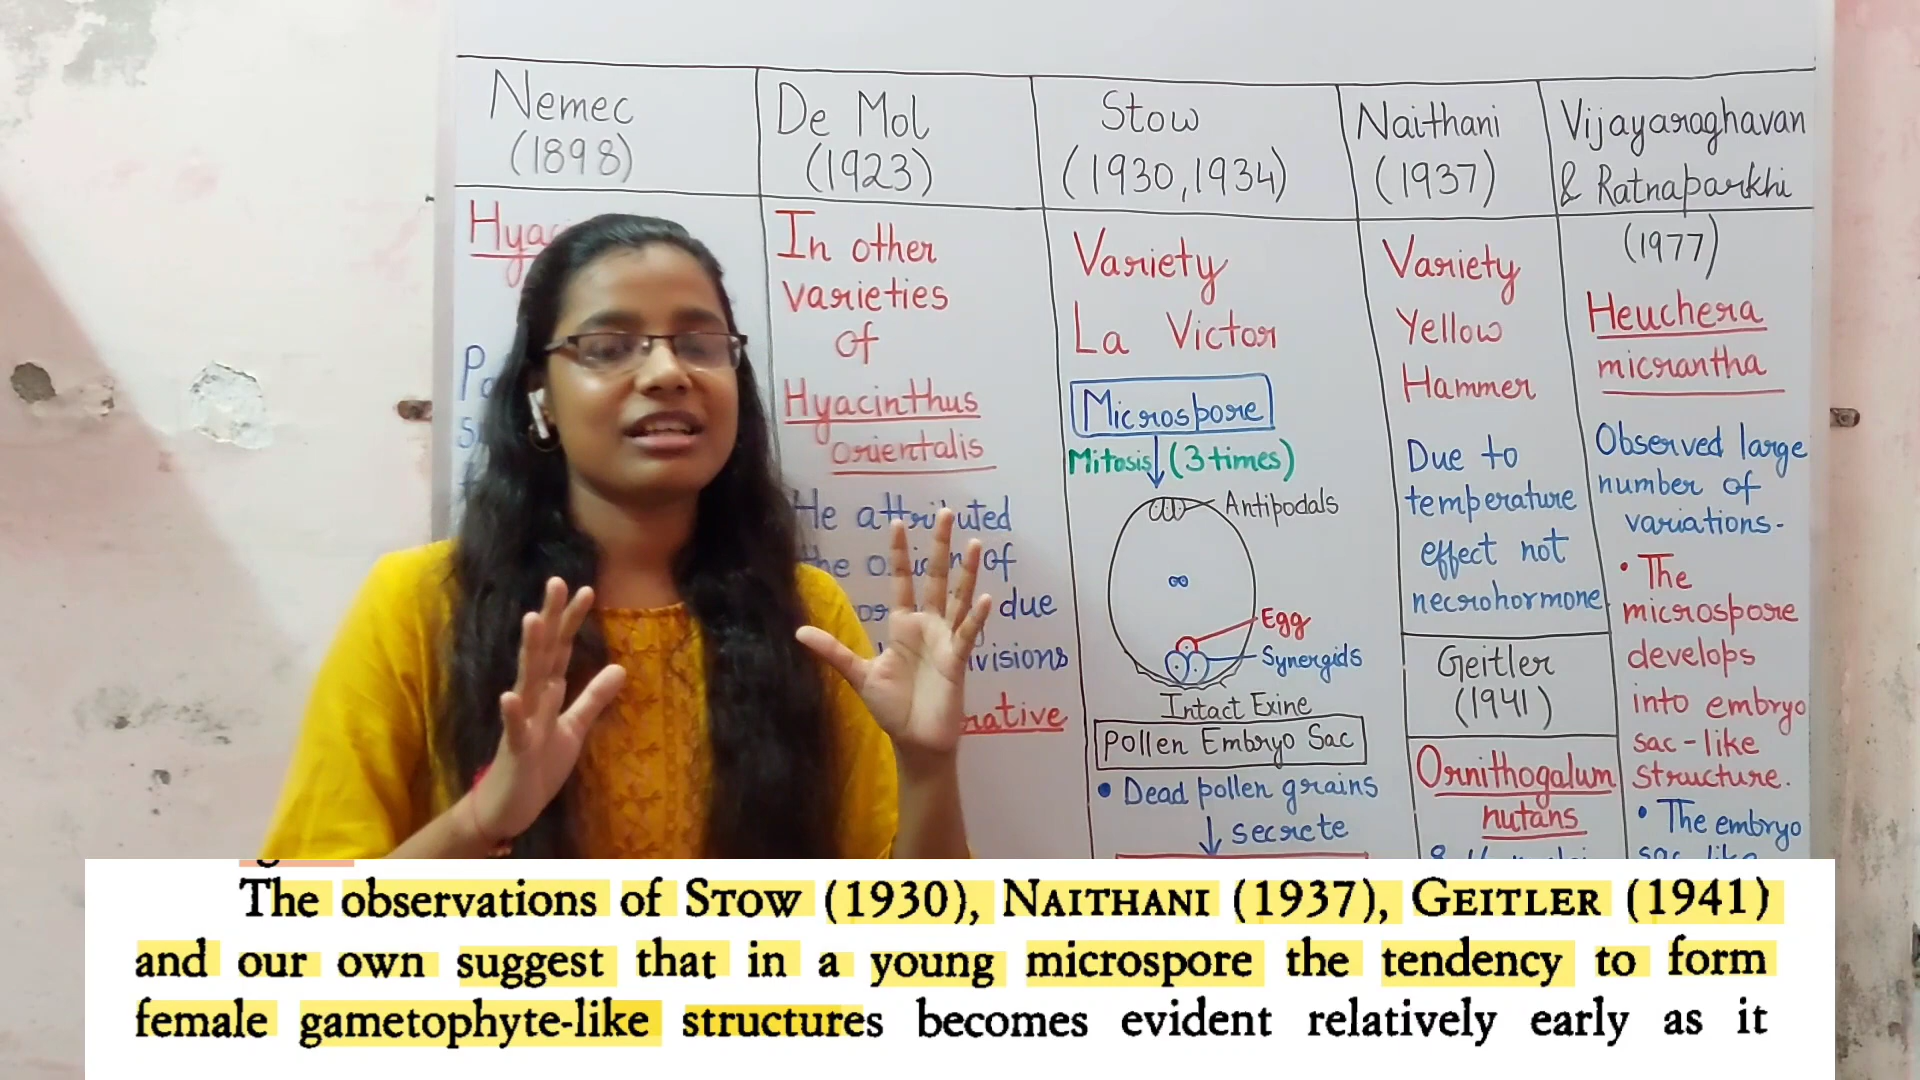 Nemec
(1898)
De Mol
(1923)
In other
varieties
of
Hyacinthus
orientalis
He attributed
of
due
ivisions
Stow
(1930,1934)
Variety
La Victor
Microspore
Mitosis (3 times)
Antipodals
Egg
Synergids
Intact Exine
Pollen Embryo Sac
• Dead pollen grains
secrete
Naithani
(1937)
Variety
Yellow
Hammer
Due to
temperature
effect not
necrohormone
Geitler
(1941)
Ornithogalum
nutans
Vijayaraghavan
& Ratnaparkhi
(1977)
Heuchera
micrantha
Observed large
number of
variations-
• The
microspore
develops
into embryo
sac-like
structure.
• The embryo
sac like
The observations of Stow (1930), Naithani (1937), Geitler (1941)
and our own suggest that in a young microspore the tendency to form
female gametophyte-like structures becomes evident relatively early as it